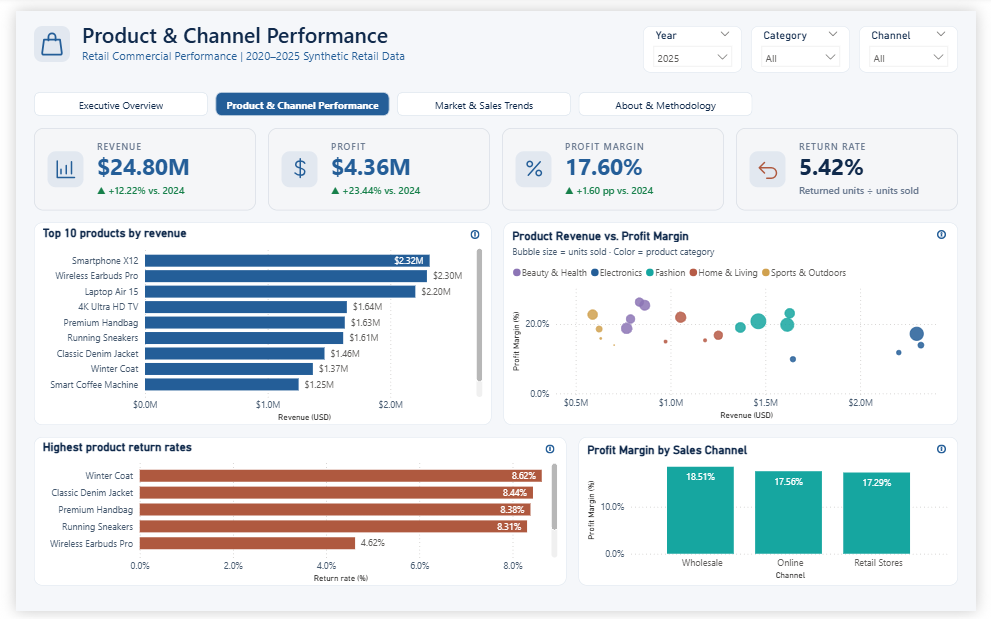 Product & Channel Performance
Retail Commercial Performance | 2020–2025 Synthetic Retail Data
Year
2025
Category
All
Channel
All
Executive Overview
Product & Channel Performance
Market & Sales Trends
About & Methodology
REVENUE
$24.80M
▲ +12.22% vs. 2024
PROFIT
$
$4.36M
▲ +23.44% vs. 2024
PROFIT MARGIN
%
17.60%
▲ +1.60 pp vs. 2024
RETURN RATE
5.42%
Returned units ÷ units sold
Top 10 products by revenue
Smartphone X12 $2.32M
Wireless Earbuds Pro $2.30M
Laptop Air 15 $2.20M
4K Ultra HD TV $1.64M
Premium Handbag $1.63M
Running Sneakers $1.61M
Classic Denim Jacket $1.46M
Winter Coat $1.37M
Smart Coffee Machine $1.25M
$0.0M $1.0M $2.0M
Revenue (USD)
Product Revenue vs. Profit Margin
Bubble size = units sold · Color = product category
Beauty & Health Electronics Fashion Home & Living Sports & Outdoors
Profit Margin (%)
20.0%
0.0%
$0.5M $1.0M $1.5M $2.0M
Revenue (USD)
Highest product return rates
Winter Coat 8.62%
Classic Denim Jacket 8.44%
Premium Handbag 8.38%
Running Sneakers 8.31%
Wireless Earbuds Pro 4.62%
0.0% 2.0% 4.0% 6.0% 8.0%
Return rate (%)
Profit Margin by Sales Channel
Profit Margin (%)
10.0%
0.0%
18.51% 17.56% 17.29%
Wholesale Online Retail Stores
Channel